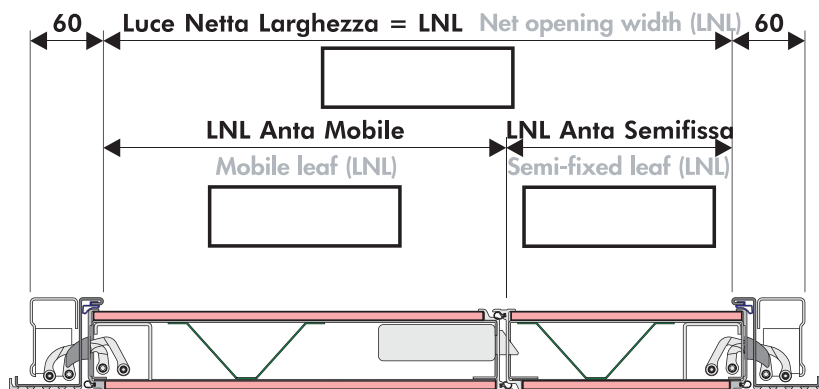 60 Luce Netta Larghezza = LNL Net opening width (LNL) 60
LNL Anta Mobile LNL Anta Semifissa
Mobile leaf (LNL) Semi-fixed leaf (LNL)